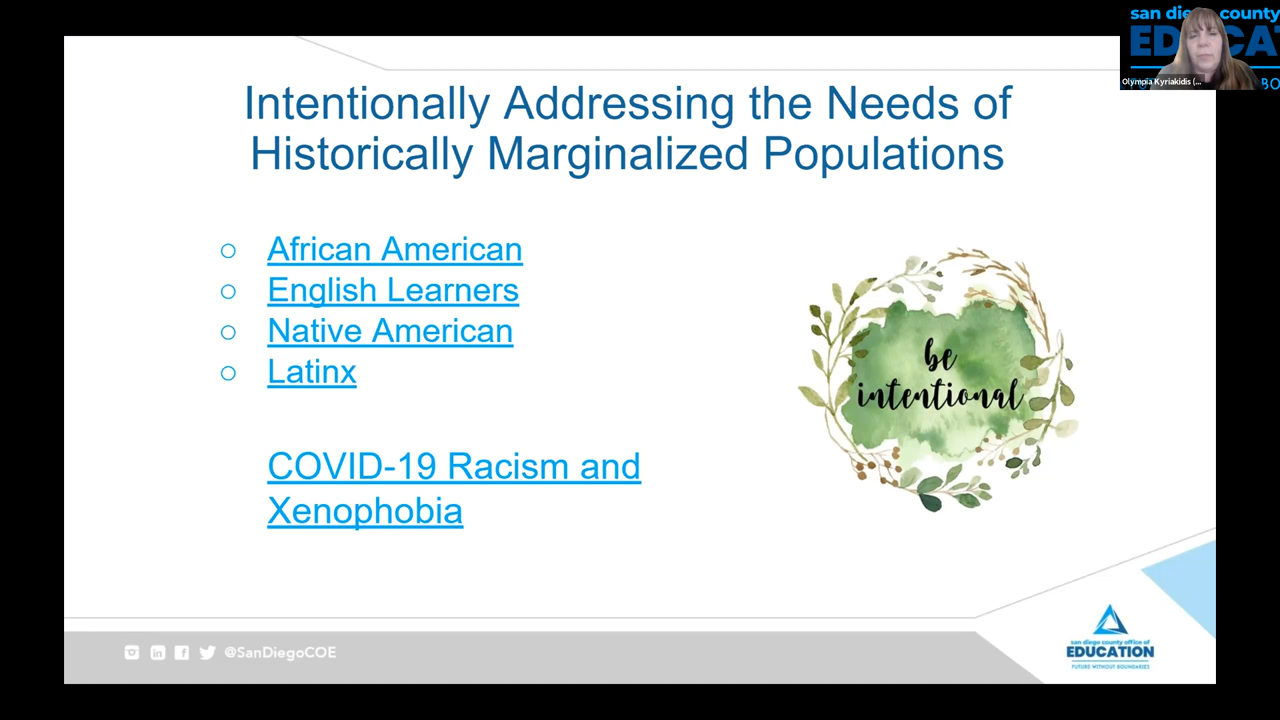 san diego county
EDUCAT
Olympia Kyriakidis (...
Intentionally Addressing the Needs of
Historically Marginalized Populations
African American
English Learners
Native American
Latinx
COVID-19 Racism and
Xenophobia
be
intentional
@SanDiegoCOE
san diego county office of
EDUCATION
FUTURE WITHOUT BOUNDARIES